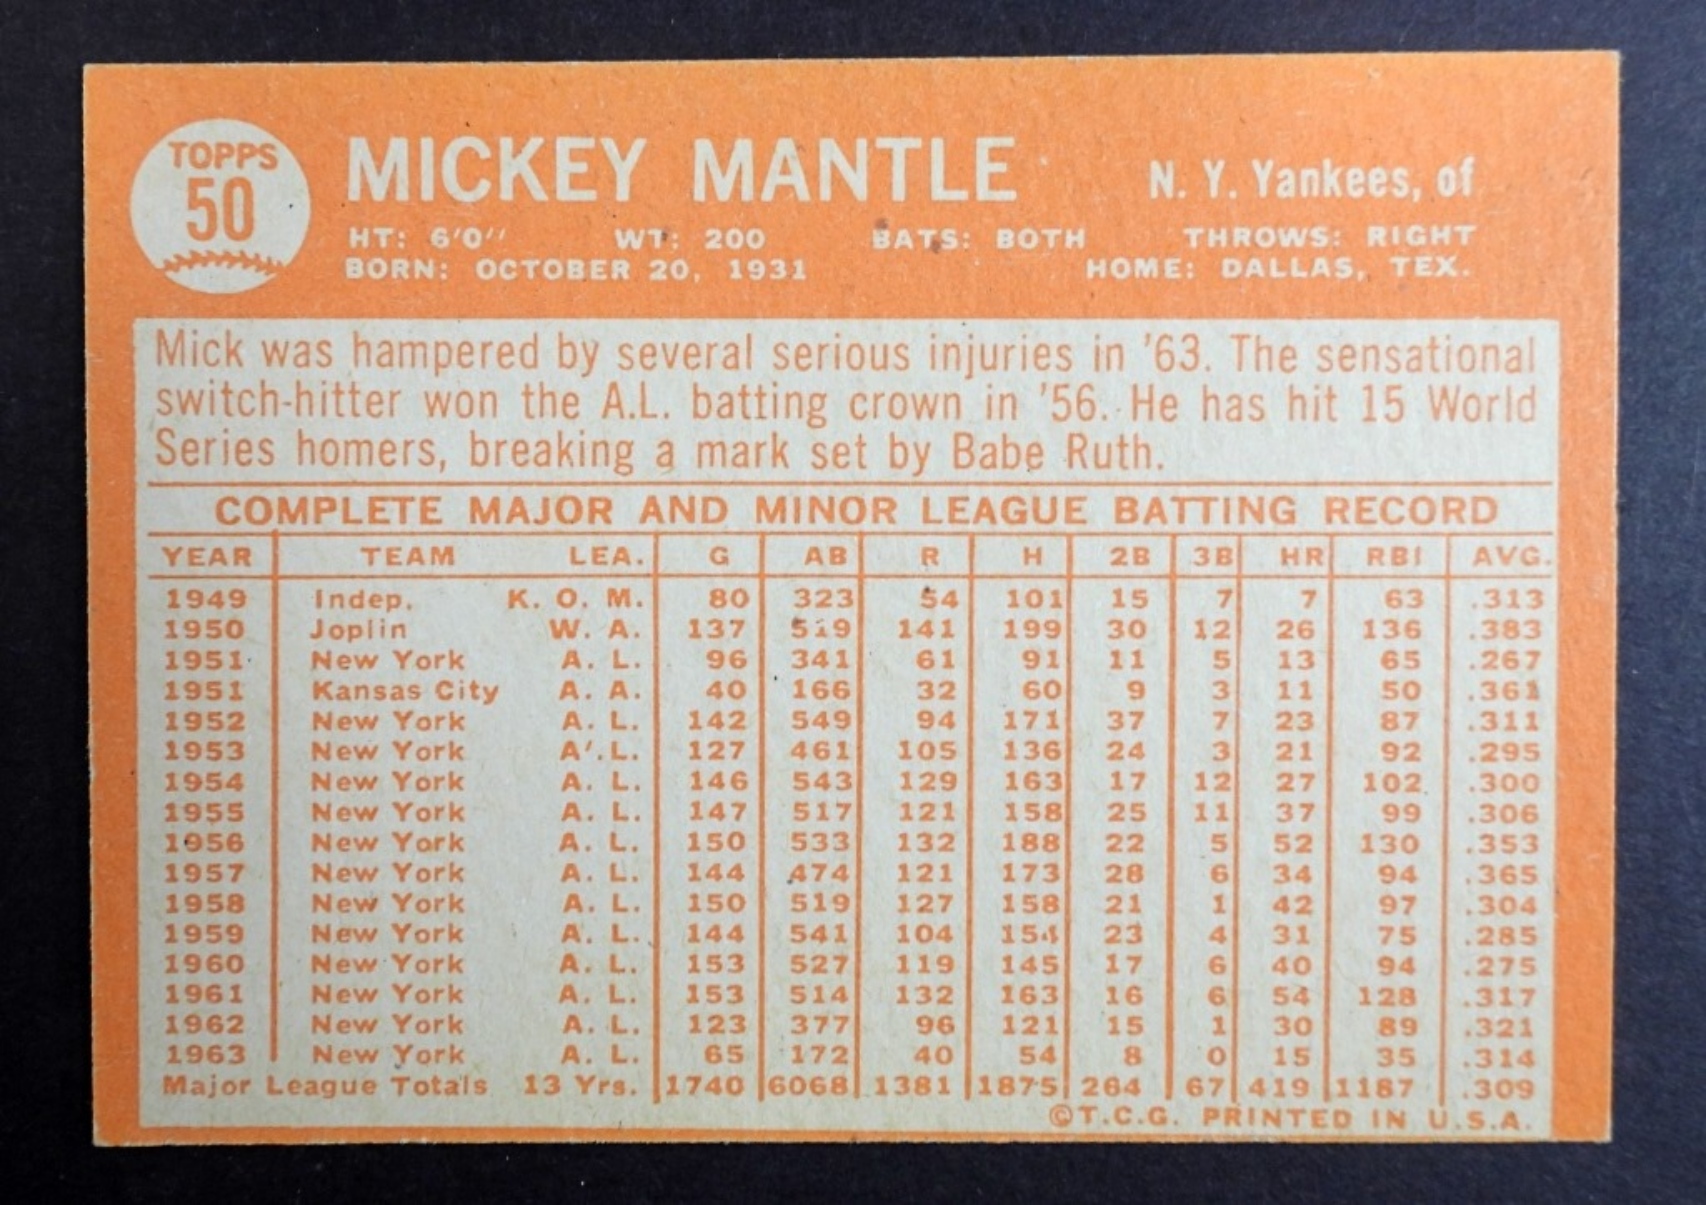 TOPPS
50
MICKEY MANTLE N. Y. Yankees, of
HT: 6'0'' WT: 200 BATS: BOTH THROWS: RIGHT
BORN: OCTOBER 20, 1931 HOME: DALLAS, TEX.
Mick was hampered by several serious injuries in '63. The sensational
switch-hitter won the A.L. batting crown in '56. He has hit 15 World
Series homers, breaking a mark set by Babe Ruth.
COMPLETE MAJOR AND MINOR LEAGUE BATTING RECORD
YEAR TEAM LEA. G AB R H 2B 3B HR RBI AVG.
1949 Indep. K. O. M. 80 323 54 101 15 7 7 63 .313
1950 Joplin W. A. 137 519 141 199 30 12 26 136 .383
1951 New York A. L. 96 341 61 91 11 5 13 65 .267
1951 Kansas City A. A. 40 166 32 60 9 3 11 50 .361
1952 New York A. L. 142 549 94 171 37 7 23 87 .311
1953 New York A. L. 127 461 105 136 24 3 21 92 .295
1954 New York A. L. 146 543 129 163 17 12 27 102 .300
1955 New York A. L. 147 517 121 158 25 11 37 99 .306
1956 New York A. L. 150 533 132 188 22 5 52 130 .353
1957 New York A. L. 144 474 121 173 28 6 34 94 .365
1958 New York A. L. 150 519 127 158 21 1 42 97 .304
1959 New York A. L. 144 541 104 154 23 4 31 75 .285
1960 New York A. L. 153 527 119 145 17 6 40 94 .275
1961 New York A. L. 153 514 132 163 16 6 54 128 .317
1962 New York A. L. 123 377 96 121 15 1 30 89 .321
1963 New York A. L. 65 172 40 54 8 0 15 35 .314
Major League Totals 13 Yrs. 1740 6068 1381 1875 264 67 419 1187 .309
©T.C.G. PRINTED IN U.S.A.